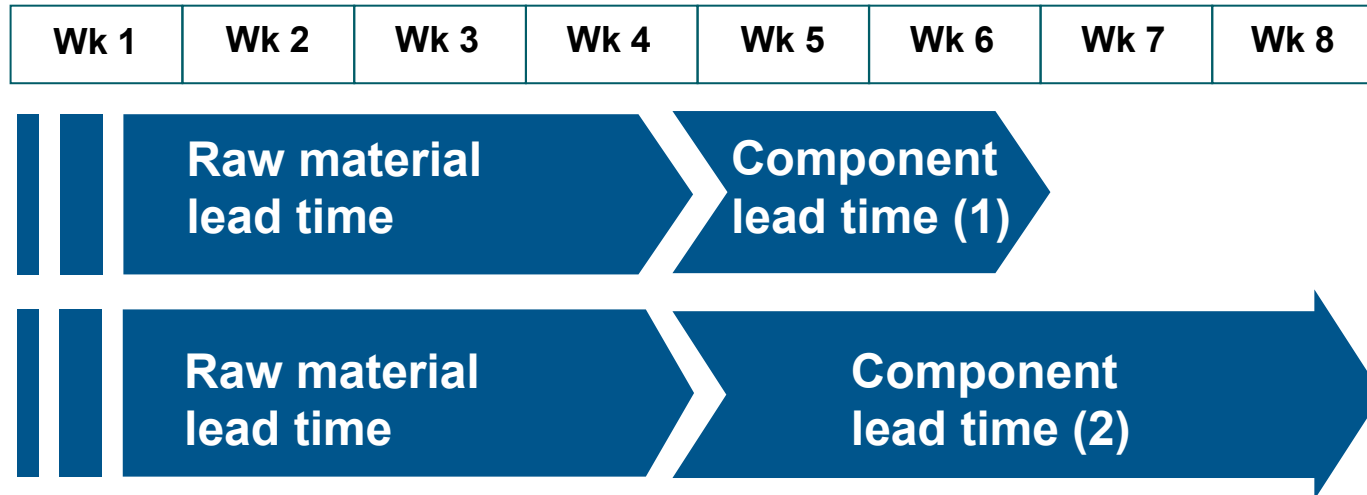 Wk 1 Wk 2 Wk 3 Wk 4 Wk 5 Wk 6 Wk 7 Wk 8
Raw material
lead time
Component
lead time (1)
Raw material
lead time
Component
lead time (2)